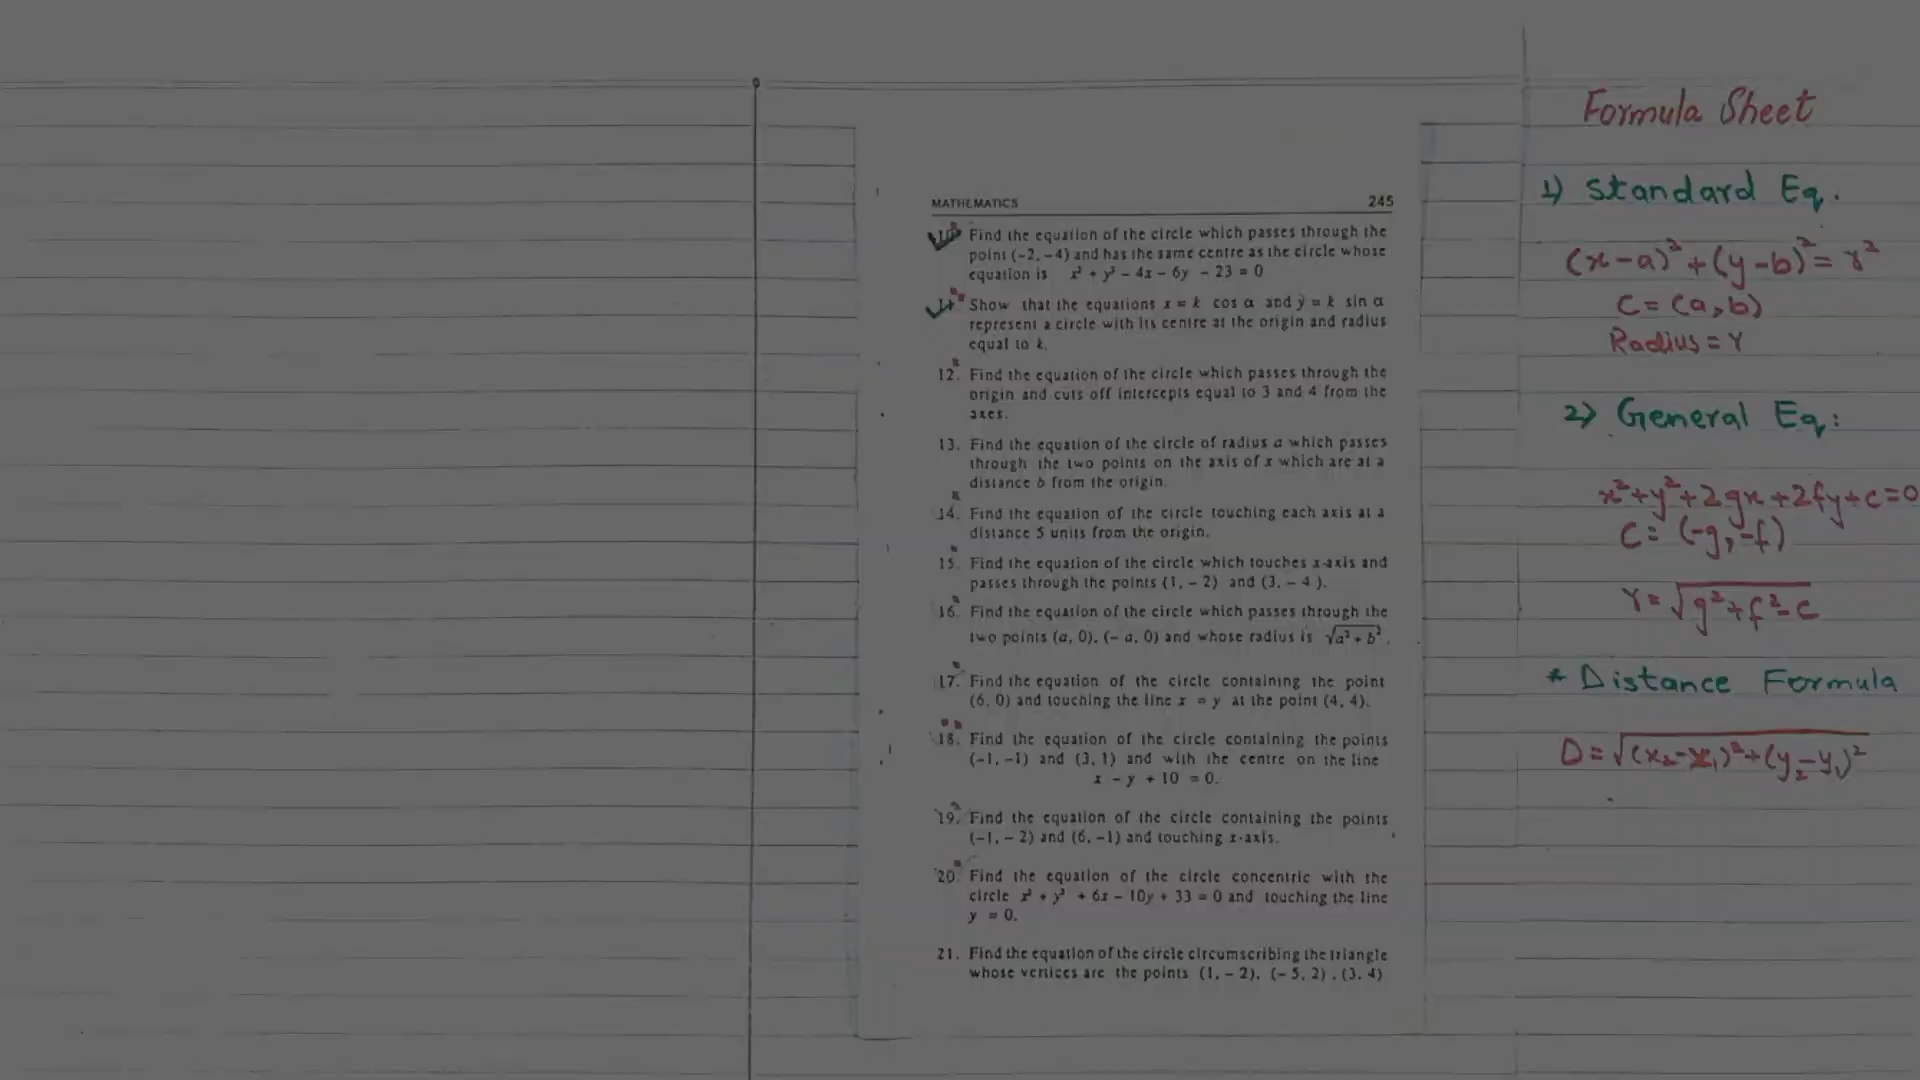 MATHEMATICS 245
10. Find the equation of the circle which passes through the
point (-2, -4) and has the same centre as the circle whose
equation is x² + y² - 4x - 6y - 23 = 0
11. Show that the equations x = k cos α and y = k sin α
represent a circle with its centre at the origin and radius
equal to k.
12. Find the equation of the circle which passes through the
origin and cuts off intercepts equal to 3 and 4 from the
axes.
13. Find the equation of the circle of radius a which passes
through the two points on the axis of x which are at a
distance b from the origin.
14. Find the equation of the circle touching each axis at a
distance 5 units from the origin.
15. Find the equation of the circle which touches x-axis and
passes through the points (1, - 2) and (3, - 4).
16. Find the equation of the circle which passes through the
two points (a, 0), (- a, 0) and whose radius is √a² + b².
17. Find the equation of the circle containing the point
(6, 0) and touching the line x = y at the point (4, 4).
18. Find the equation of the circle containing the points
(-1, -1) and (3, 1) and with the centre on the line
x - y + 10 = 0.
19. Find the equation of the circle containing the points
(-1, - 2) and (6, -1) and touching x-axis.
20. Find the equation of the circle concentric with the
circle x² + y² + 6x - 10y + 33 = 0 and touching the line
y = 0.
21. Find the equation of the circle circumscribing the triangle
whose vertices are the points (1, - 2), (- 5, 2) , (3, 4)
Formula Sheet
1) Standard Eq.
(x-a)²+(y-b)²= r²
C= (a,b)
Radius = r
2) General Eq:
x²+y²+2gx+2fy+c=0
C= (-g,-f)
r= √g²+f²-c
* Distance Formula
D = √(x₂-x₁)²+(y₂-y₁)²